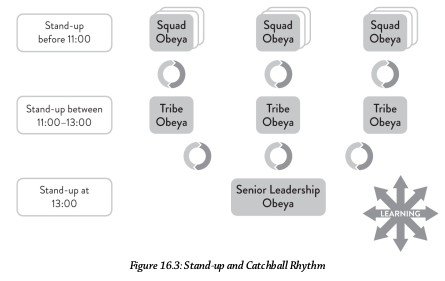 Stand-up
before 11:00
Squad
Obeya
Squad
Obeya
Squad
Obeya
Stand-up between
11:00–13:00
Tribe
Obeya
Tribe
Obeya
Tribe
Obeya
Stand-up at
13:00
Senior Leadership
Obeya
LEARNING
Figure 16.3: Stand-up and Catchball Rhythm